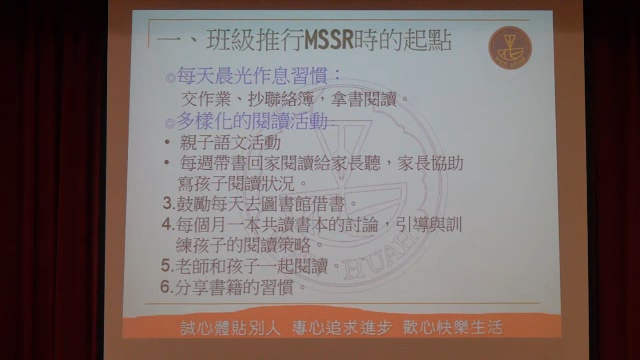 一、班級推行MSSR時的起點
◎每天晨光作息習慣：
交作業、抄聯絡簿，拿書閱讀。
◎多樣化的閱讀活動：
• 親子語文活動
• 每週帶書回家閱讀給家長聽，家長協助
寫孩子閱讀狀況。
3.鼓勵每天去圖書館借書。
4.每個月一本共讀書本的討論，引導與訓
練孩子的閱讀策略。
5.老師和孩子一起閱讀。
6.分享書籍的習慣。
HUAI
誠心體貼別人 專心追求進步 歡心快樂生活